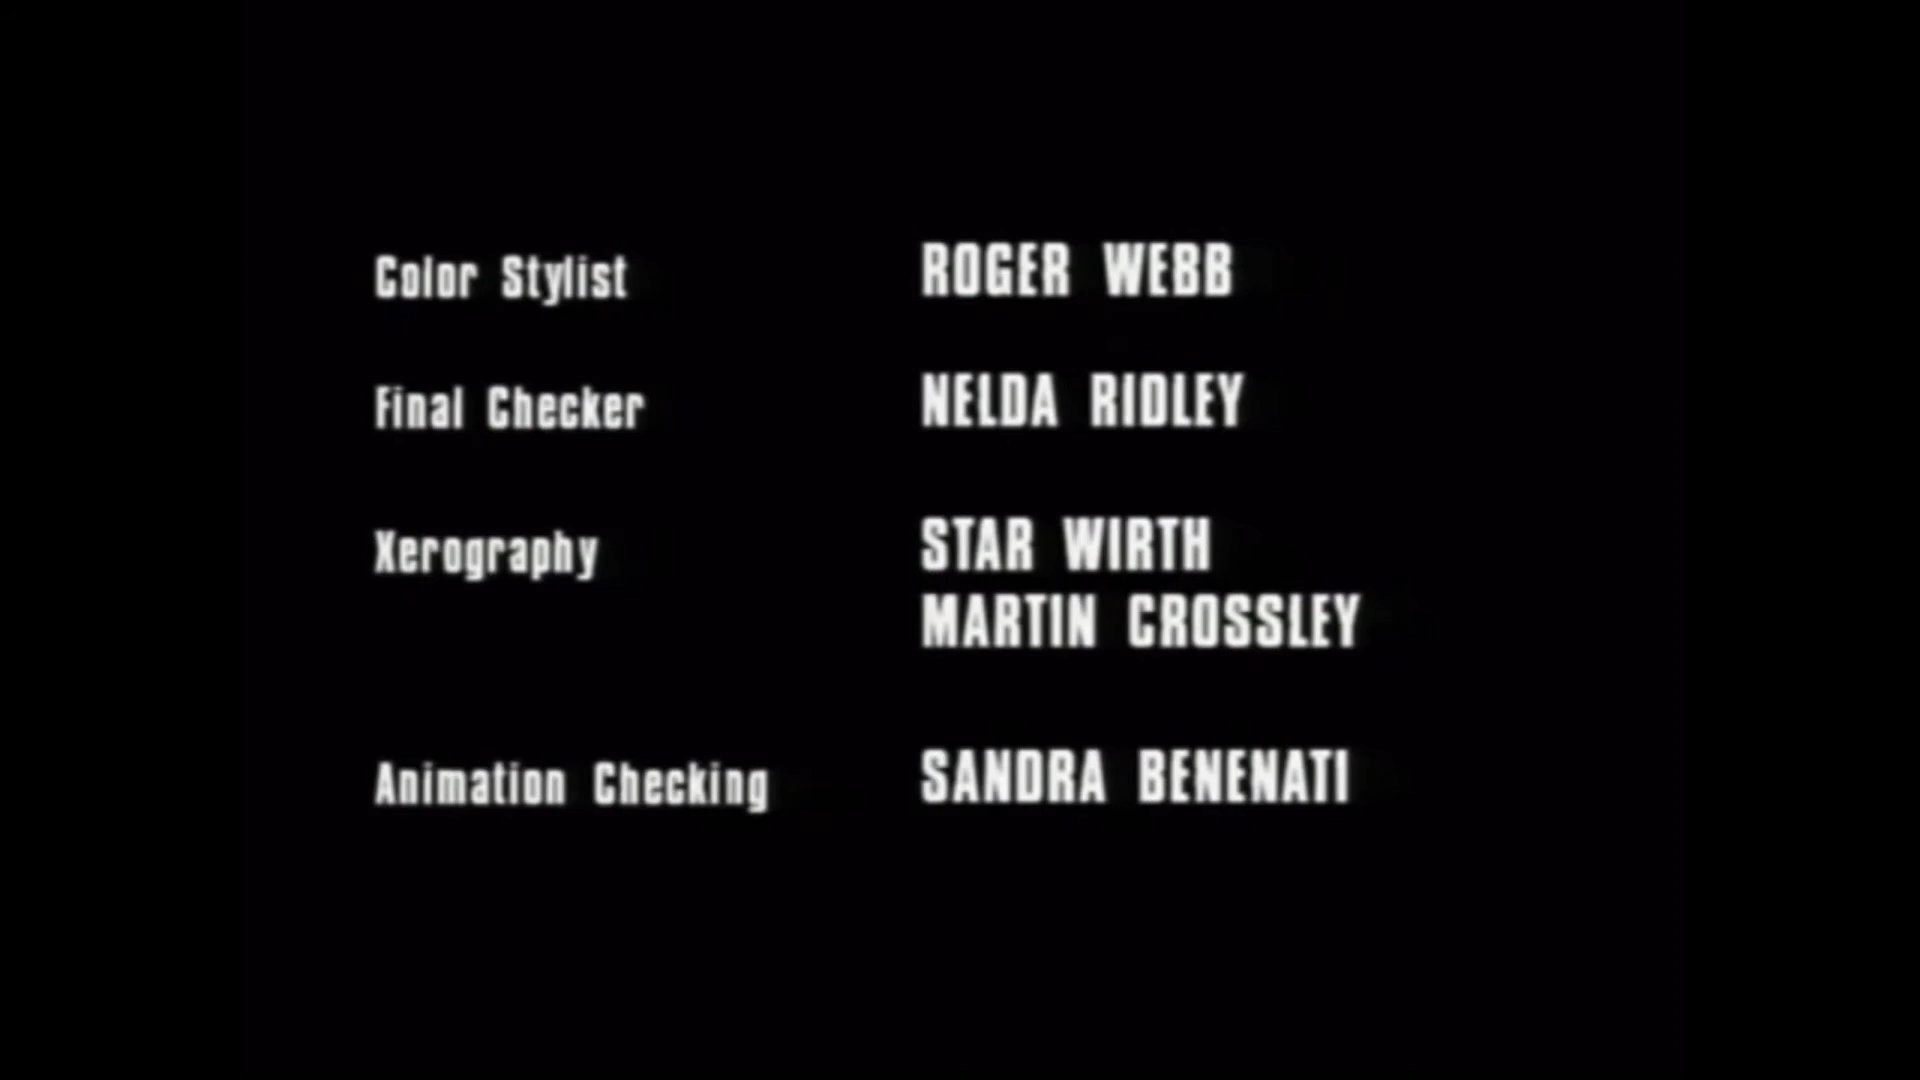 Color Stylist ROGER WEBB
Final Checker NELDA RIDLEY
Xerography STAR WIRTH
MARTIN CROSSLEY
Animation Checking SANDRA BENENATI